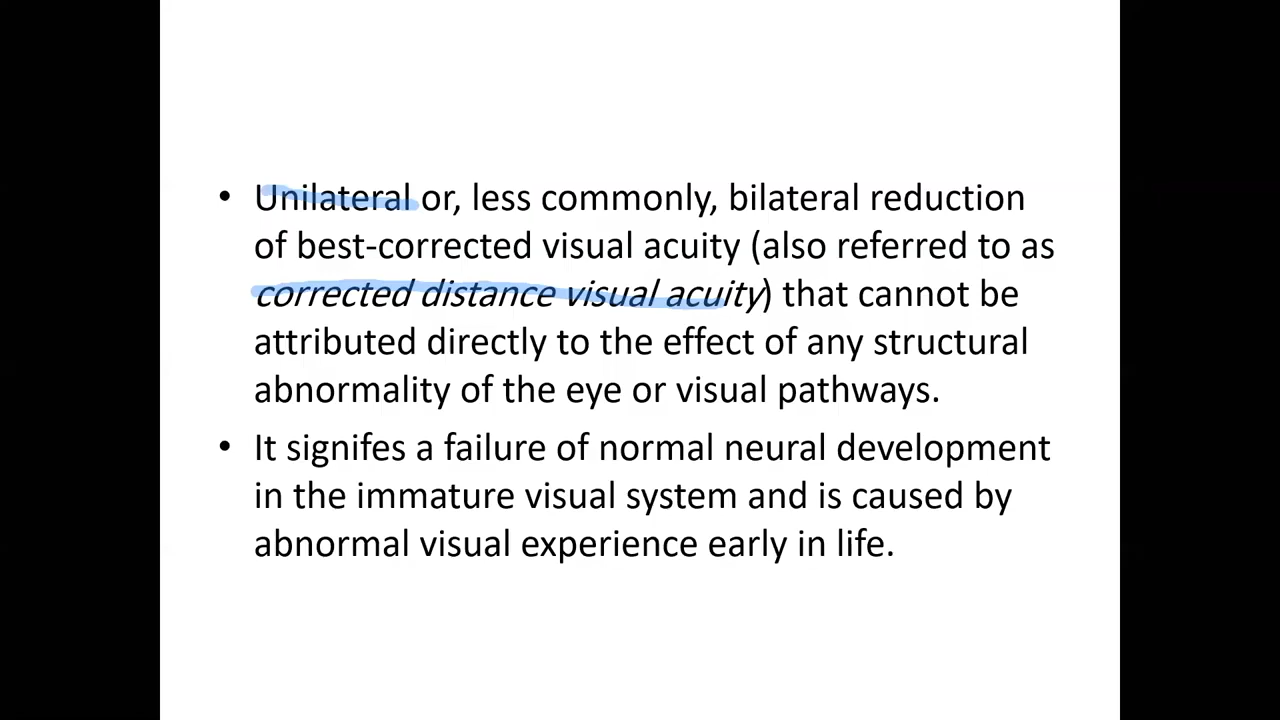 • Unilateral or, less commonly, bilateral reduction
of best-corrected visual acuity (also referred to as
corrected distance visual acuity) that cannot be
attributed directly to the effect of any structural
abnormality of the eye or visual pathways.
• It signifes a failure of normal neural development
in the immature visual system and is caused by
abnormal visual experience early in life.